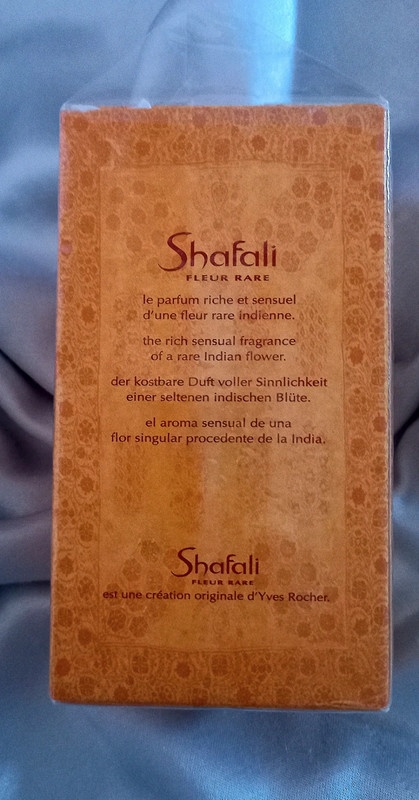 Shafali
FLEUR RARE
le parfum riche et sensuel
d'une fleur rare indienne.
the rich sensual fragrance
of a rare Indian flower.
der kostbare Duft voller Sinnlichkeit
einer seltenen indischen Blüte.
el aroma sensual de una
flor singular procedente de la India.
Shafali
FLEUR RARE
est une création originale d'Yves Rocher.